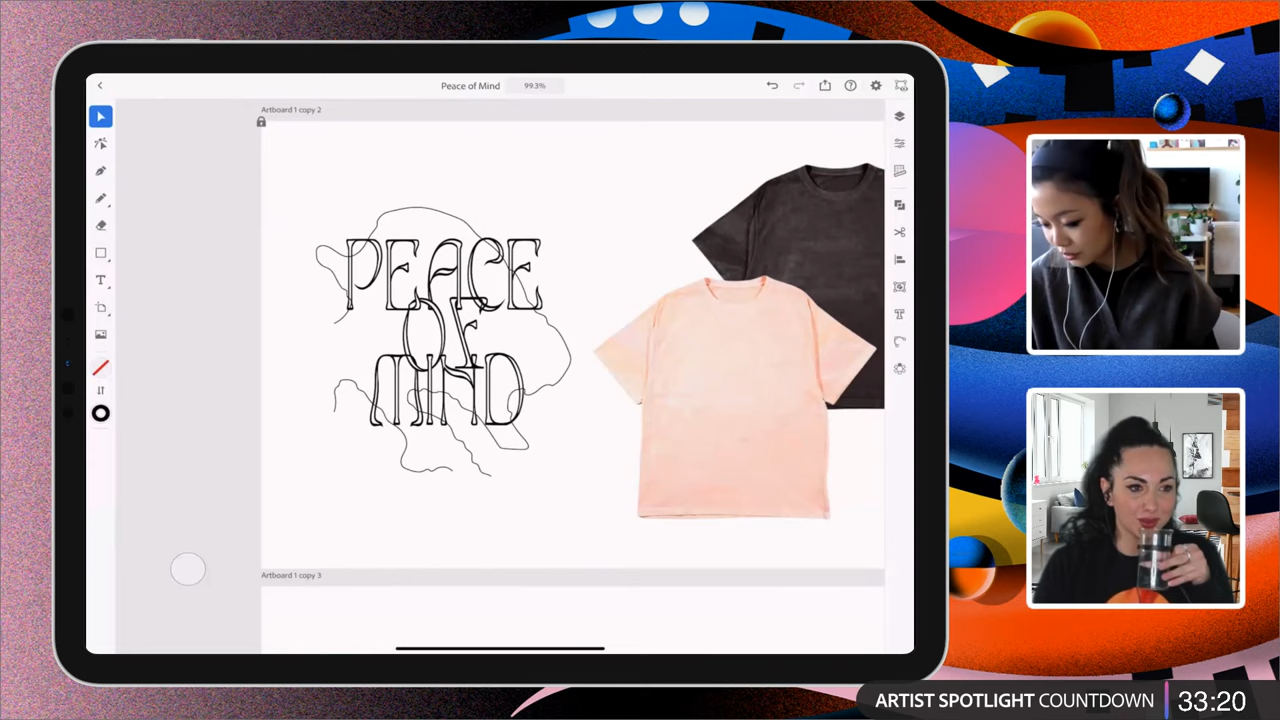 Peace of Mind
99.3%
Artboard 1 copy 2
PEACE
OF
MIND
Artboard 1 copy 3
ARTIST SPOTLIGHT COUNTDOWN 33:20